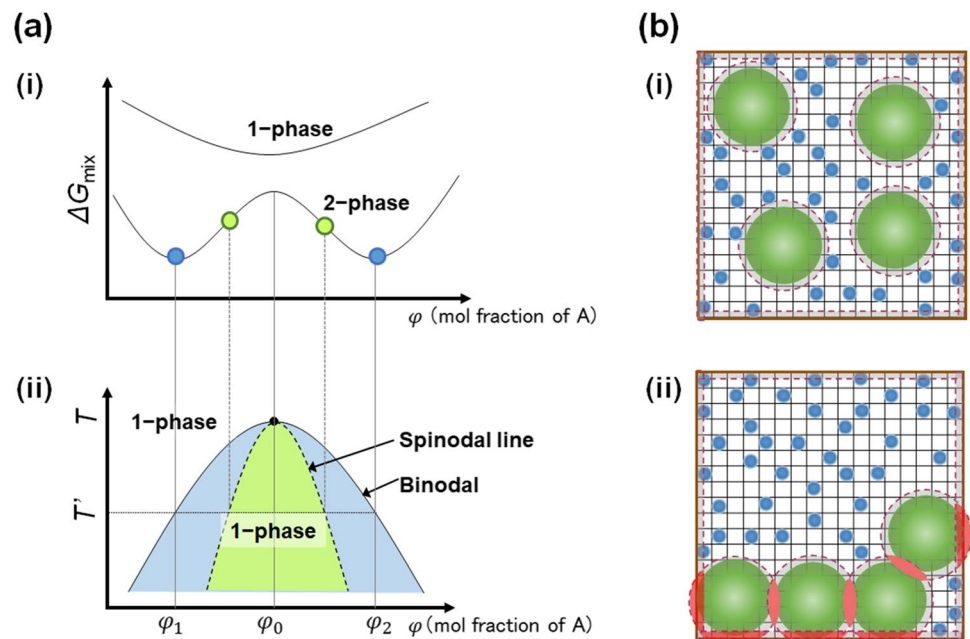 (a)
(i)
1−phase
2−phase
ΔG_mix
φ (mol fraction of A)
(ii)
1−phase
T
Spinodal line
Binodal
T’
1−phase
φ₁
φ₀
φ₂
φ (mol fraction of A)
(b)
(i)
(ii)